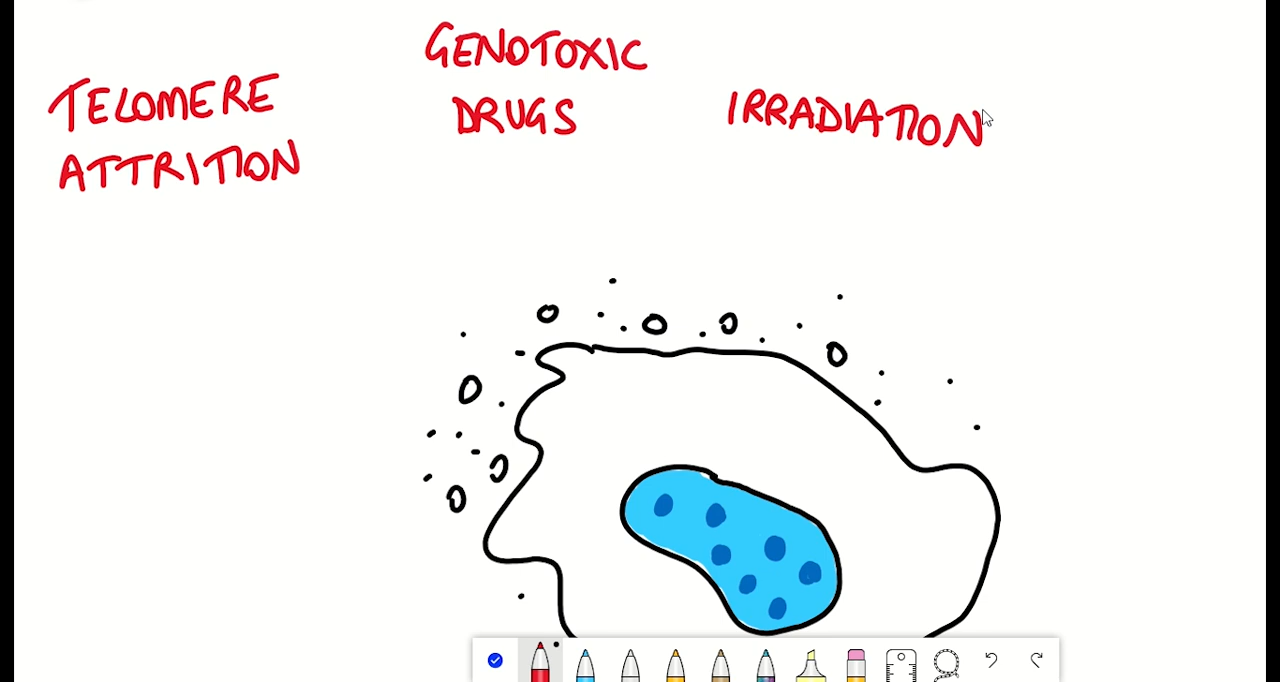 TELOMERE
ATTRITION
GENOTOXIC
DRUGS
IRRADIATION